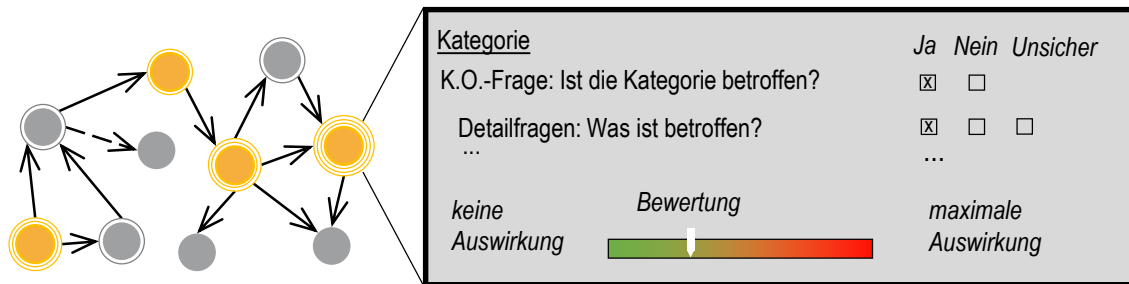 Kategorie
Ja Nein Unsicher
K.O.-Frage: Ist die Kategorie betroffen?
x
Detailfragen: Was ist betroffen?
x
...
...
keine Auswirkung
Bewertung
maximale Auswirkung